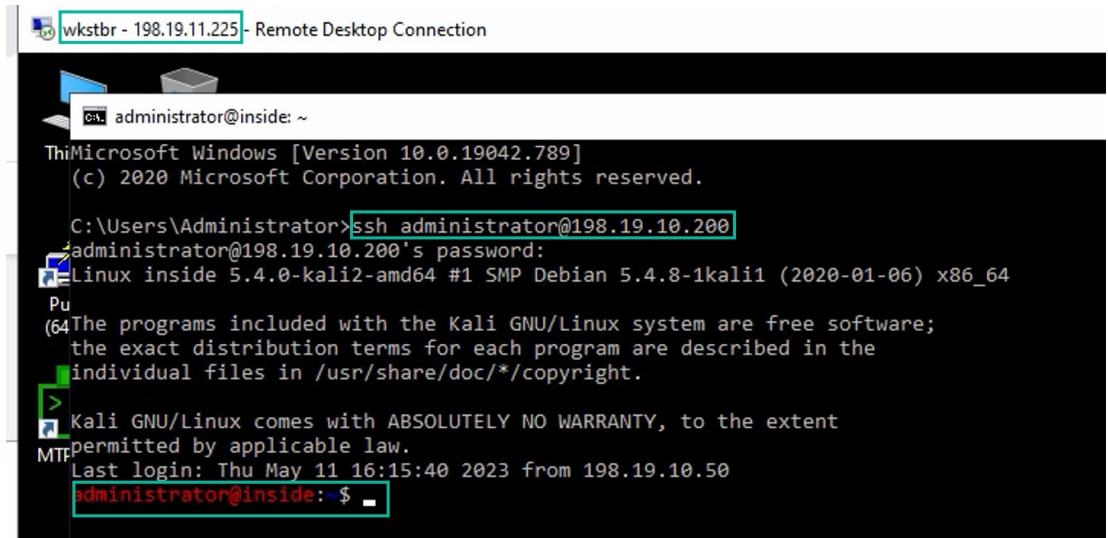 wkstbr - 198.19.11.225 - Remote Desktop Connection
administrator@inside: ~
Thi
Microsoft Windows [Version 10.0.19042.789]
(c) 2020 Microsoft Corporation. All rights reserved.
C:\Users\Administrator>ssh administrator@198.19.10.200
administrator@198.19.10.200's password:
Linux inside 5.4.0-kali2-amd64 #1 SMP Debian 5.4.8-1kali1 (2020-01-06) x86_64
Pu
(64
The programs included with the Kali GNU/Linux system are free software;
the exact distribution terms for each program are described in the
individual files in /usr/share/doc/*/copyright.
Kali GNU/Linux comes with ABSOLUTELY NO WARRANTY, to the extent
MTP
permitted by applicable law.
Last login: Thu May 11 16:15:40 2023 from 198.19.10.50
administrator@inside:~$ _